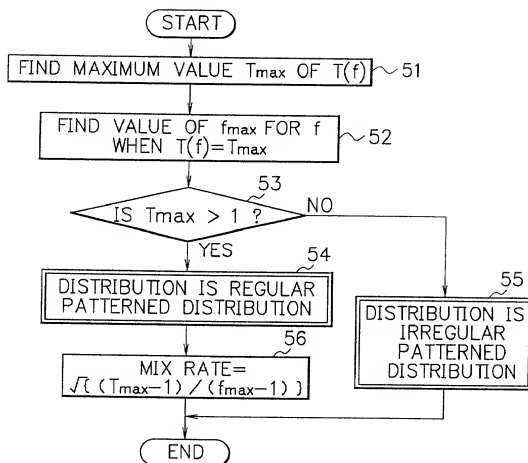 START
FIND MAXIMUM VALUE Tmax OF T(f)
51
FIND VALUE OF fmax FOR f
WHEN T(f)=Tmax
52
53
IS Tmax > 1 ?
NO
YES
54
DISTRIBUTION IS REGULAR
PATTERNED DISTRIBUTION
55
DISTRIBUTION IS
IRREGULAR
PATTERNED
DISTRIBUTION
56
MIX RATE=
√{ (Tmax-1) / (fmax-1) }
END